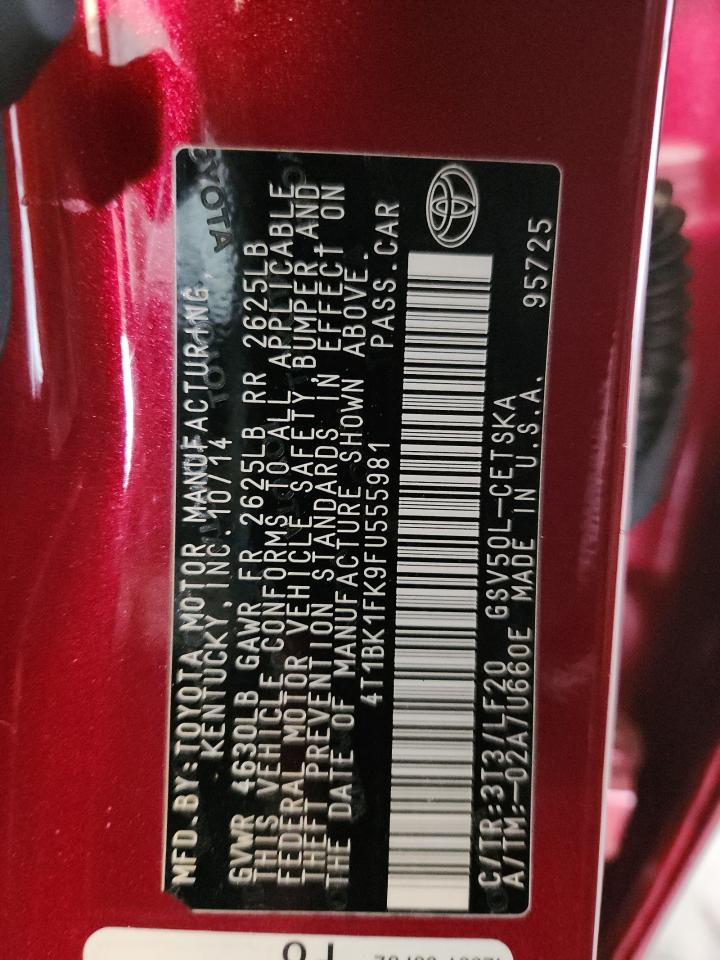 MFD.BY:TOYOTA MOTOR MANUFACTURING,
KENTUCKY,INC. 10/14
GVWR 4630LB GAWR FR 2625LB RR 2625LB
THIS VEHICLE CONFORMS TO ALL APPLICABLE
FEDERAL MOTOR VEHICLE SAFETY,BUMPER,AND
THEFT PREVENTION STANDARDS IN EFFECT ON
THE DATE OF MANUFACTURE SHOWN ABOVE.
4T1BK1FK9FU555981 PASS.CAR
C/TR:3T3/LF20 GSV50L-CETSKA
A/TM:-02A/U660E MADE IN U.S.A. 95725
TOYOTA